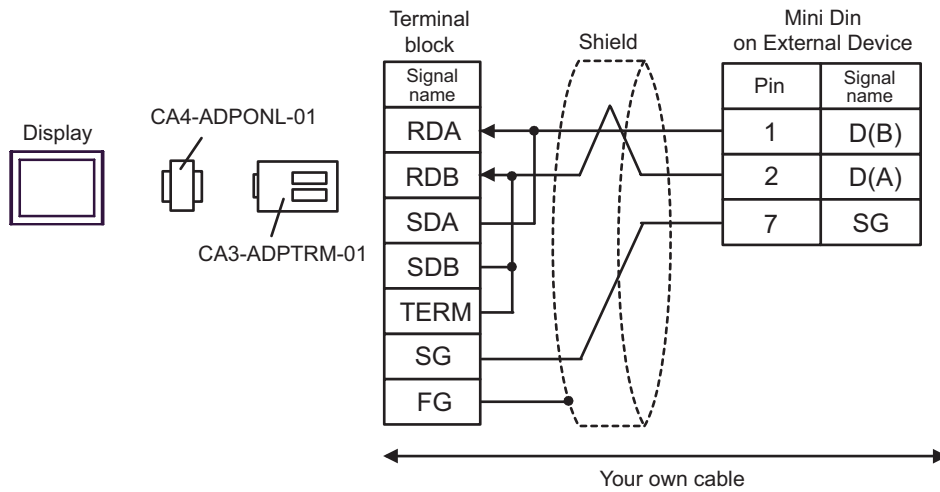 Display
CA4-ADPONL-01
CA3-ADPTRM-01
Terminal
block
Signal
name
RDA
RDB
SDA
SDB
TERM
SG
FG
Shield
Mini Din
on External Device
Pin Signal
name
1 D(B)
2 D(A)
7 SG
Your own cable